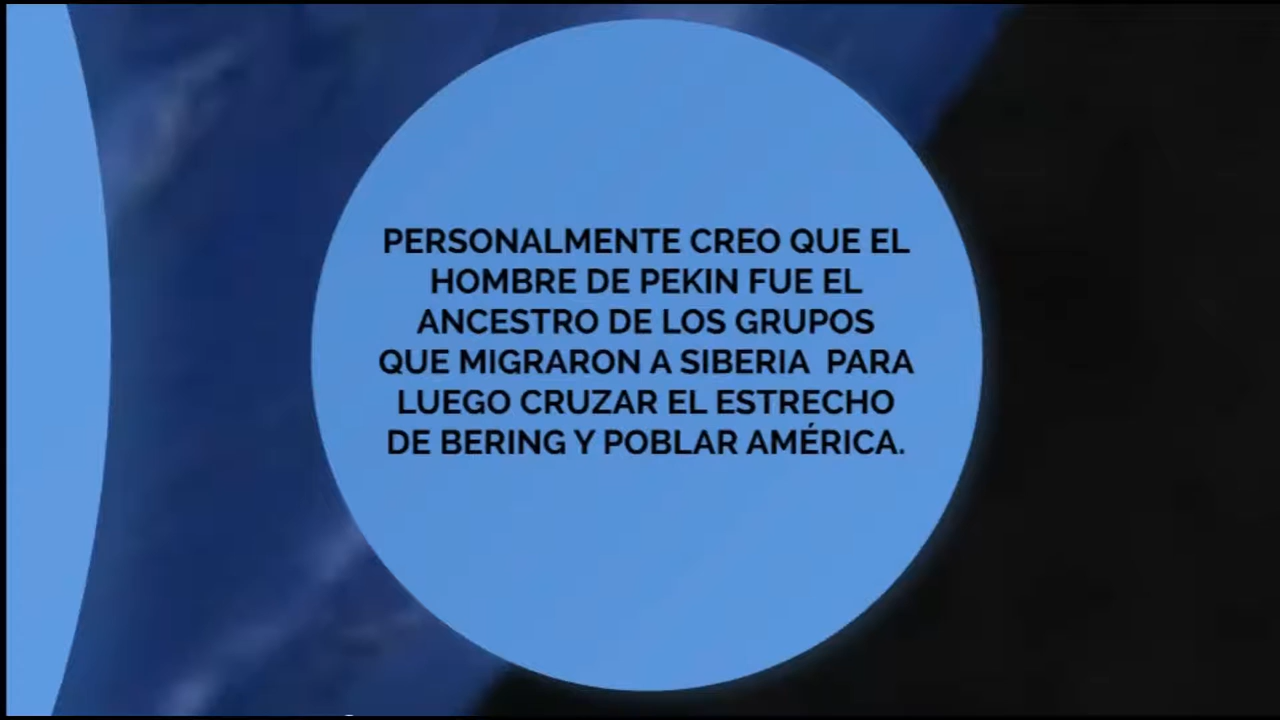 PERSONALMENTE CREO QUE EL
HOMBRE DE PEKIN FUE EL
ANCESTRO DE LOS GRUPOS
QUE MIGRARON A SIBERIA PARA
LUEGO CRUZAR EL ESTRECHO
DE BERING Y POBLAR AMÉRICA.